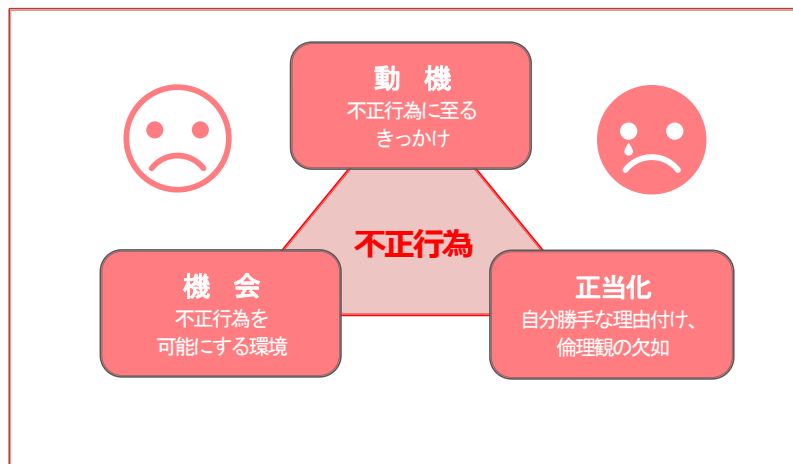 動　機
不正行為に至る
きっかけ
不正行為
機　会
不正行為を
可能にする環境
正当化
自分勝手な理由付け、
倫理観の欠如